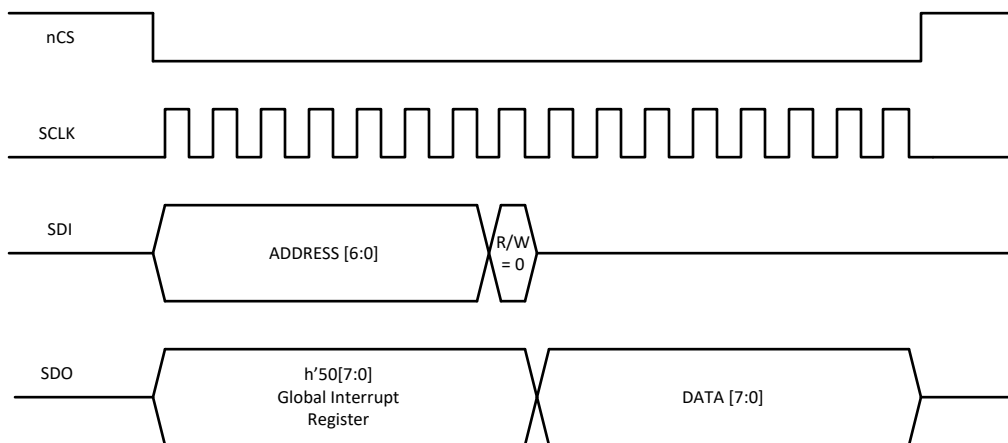 nCS
SCLK
SDI
ADDRESS [6:0]
R/W
= 0
SDO
h’50[7:0]
Global Interrupt
Register
DATA [7:0]